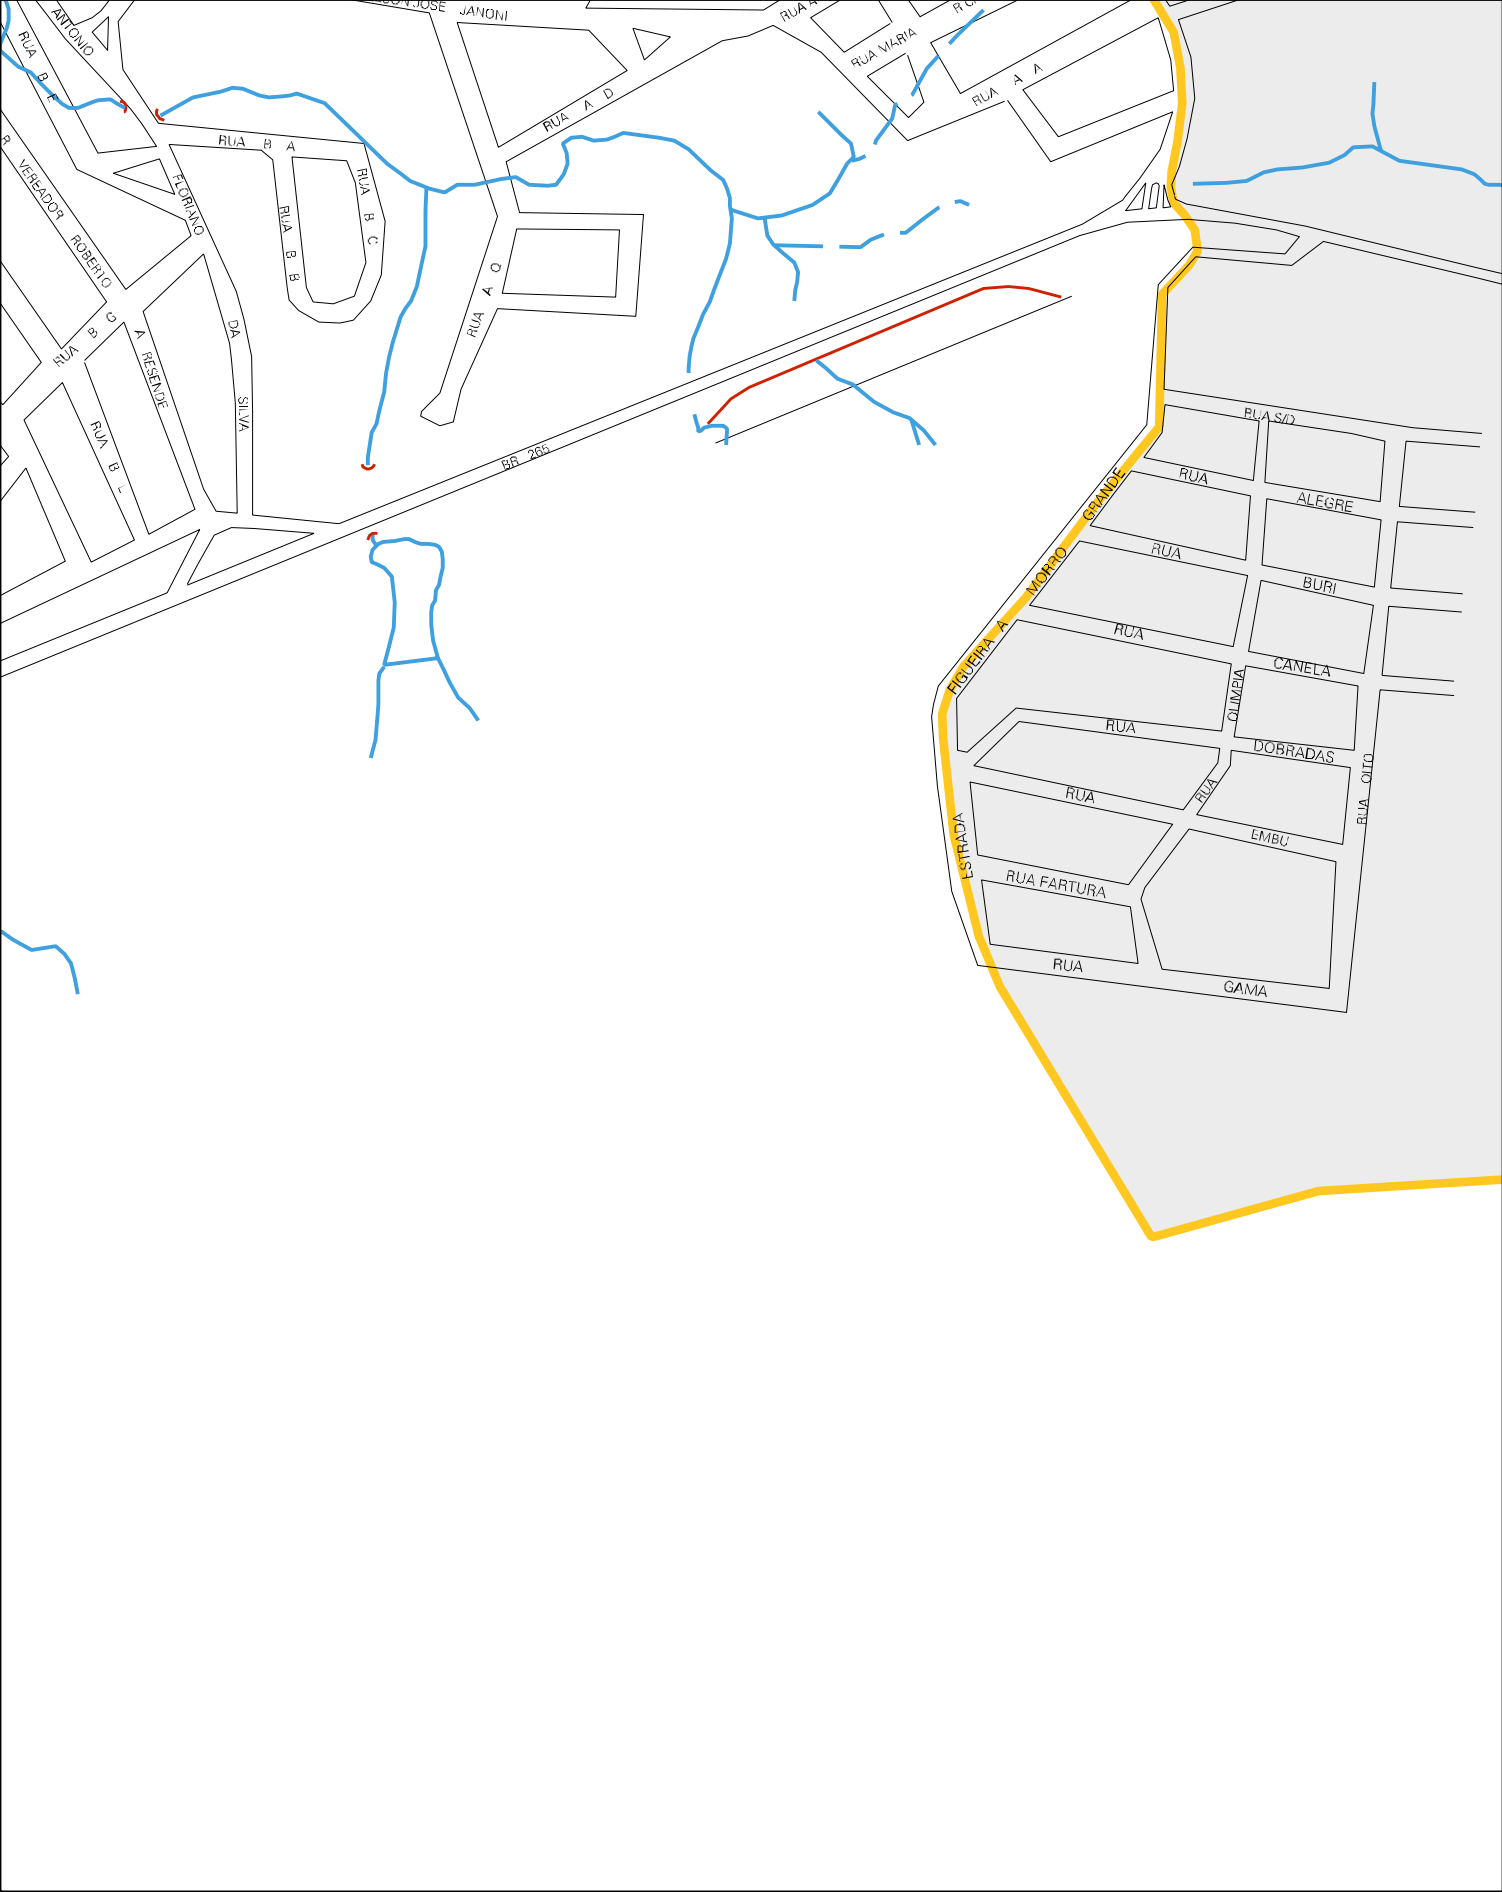 JOSE JANONI
RUA
R
RUA MARIA
ANTONIO
RUA B F
RUA A A
RUA A D
RUA B A
R VEREADOR ROBERTO
FLORIANO
RUA B C
RUA B B
RUA A Q
RUA B G
DA
A RESENDE
SILVA
RUA B L
BR 265
RUA S/D
RUA ALEGRE
GRANDE
RUA BURI
MORRO
RUA CANELA
FIGUEIRA A
OLIMPIA
RUA DOBRADAS
RUA OITO
RUA
RUA EMBU
ESTRADA
RUA FARTURA
RUA GAMA